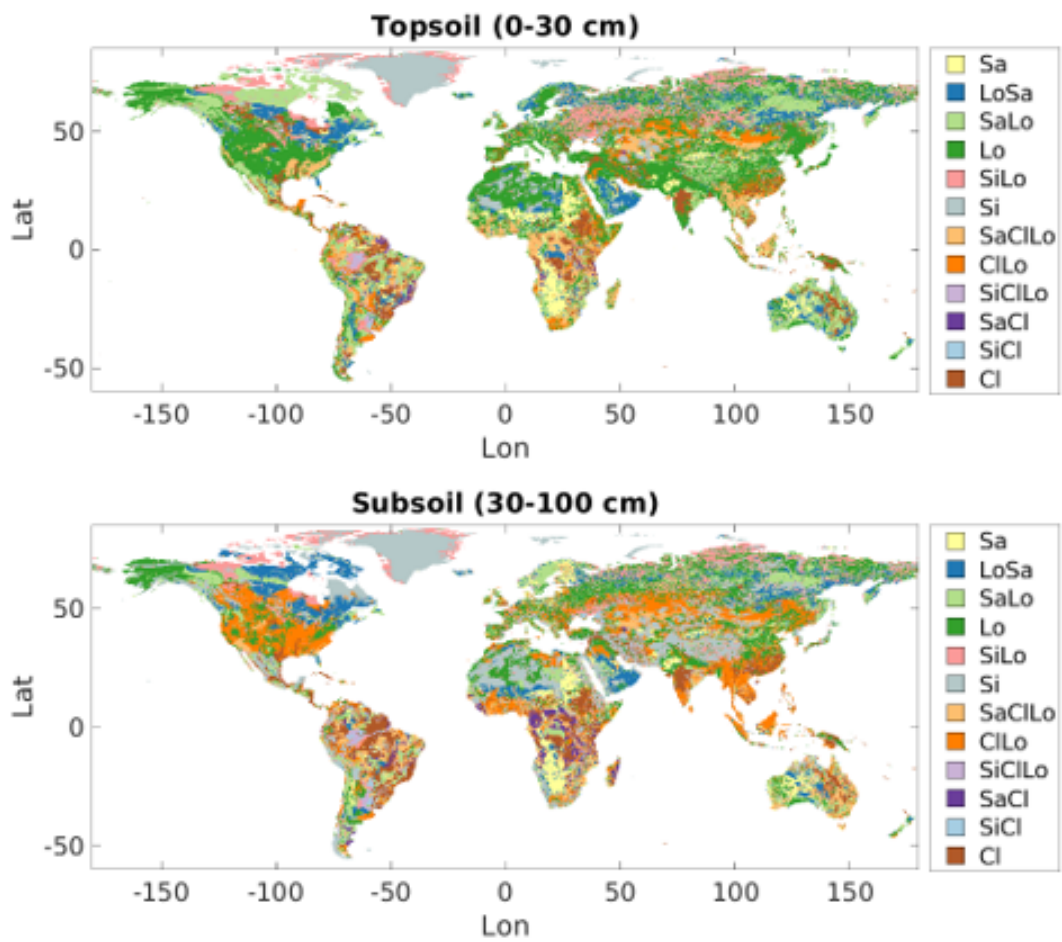 Topsoil (0-30 cm)
Lat
50
0
-50
-150
-100
-50
0
50
100
150
Lon
Sa
LoSa
SaLo
Lo
SiLo
Si
SaClLo
ClLo
SiClLo
SaCl
SiCl
Cl
Subsoil (30-100 cm)
Lat
50
0
-50
-150
-100
-50
0
50
100
150
Lon
Sa
LoSa
SaLo
Lo
SiLo
Si
SaClLo
ClLo
SiClLo
SaCl
SiCl
Cl